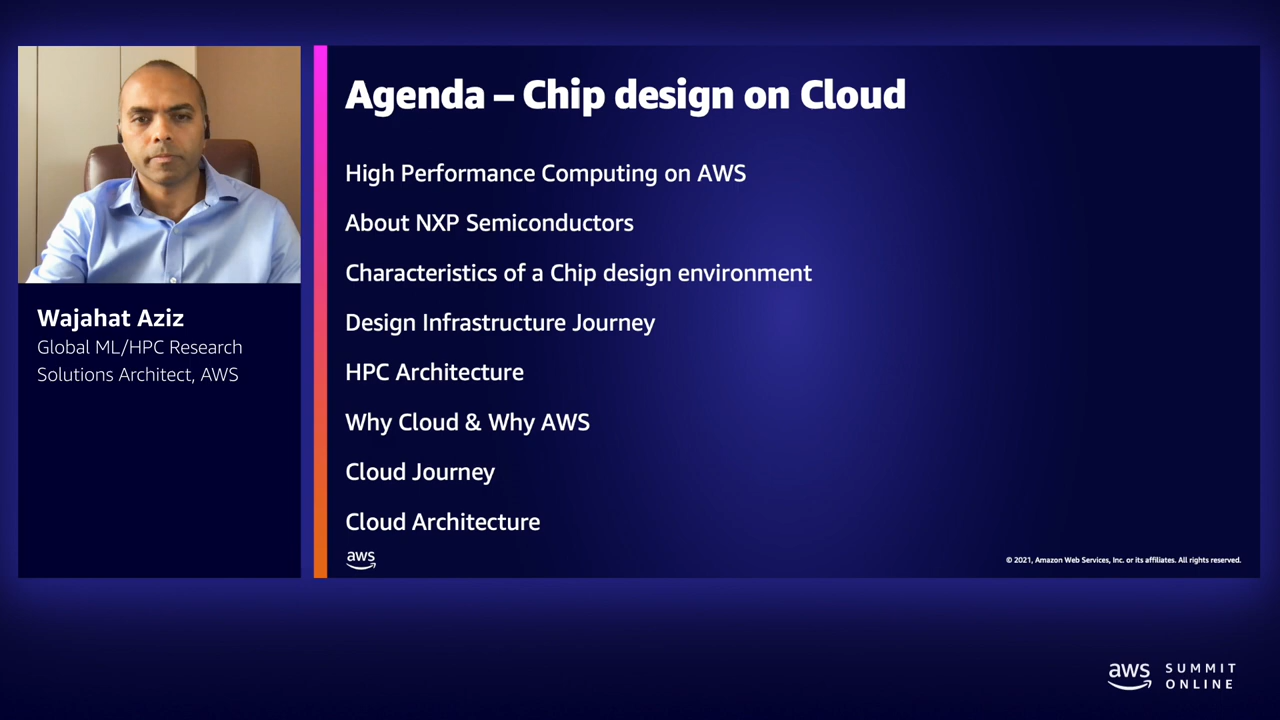 Agenda – Chip design on Cloud
High Performance Computing on AWS
About NXP Semiconductors
Characteristics of a Chip design environment
Design Infrastructure Journey
HPC Architecture
Why Cloud & Why AWS
Cloud Journey
Cloud Architecture
aws
© 2021, Amazon Web Services, Inc. or its affiliates. All rights reserved.
Wajahat Aziz
Global ML/HPC Research
Solutions Architect, AWS
aws
SUMMIT
ONLINE